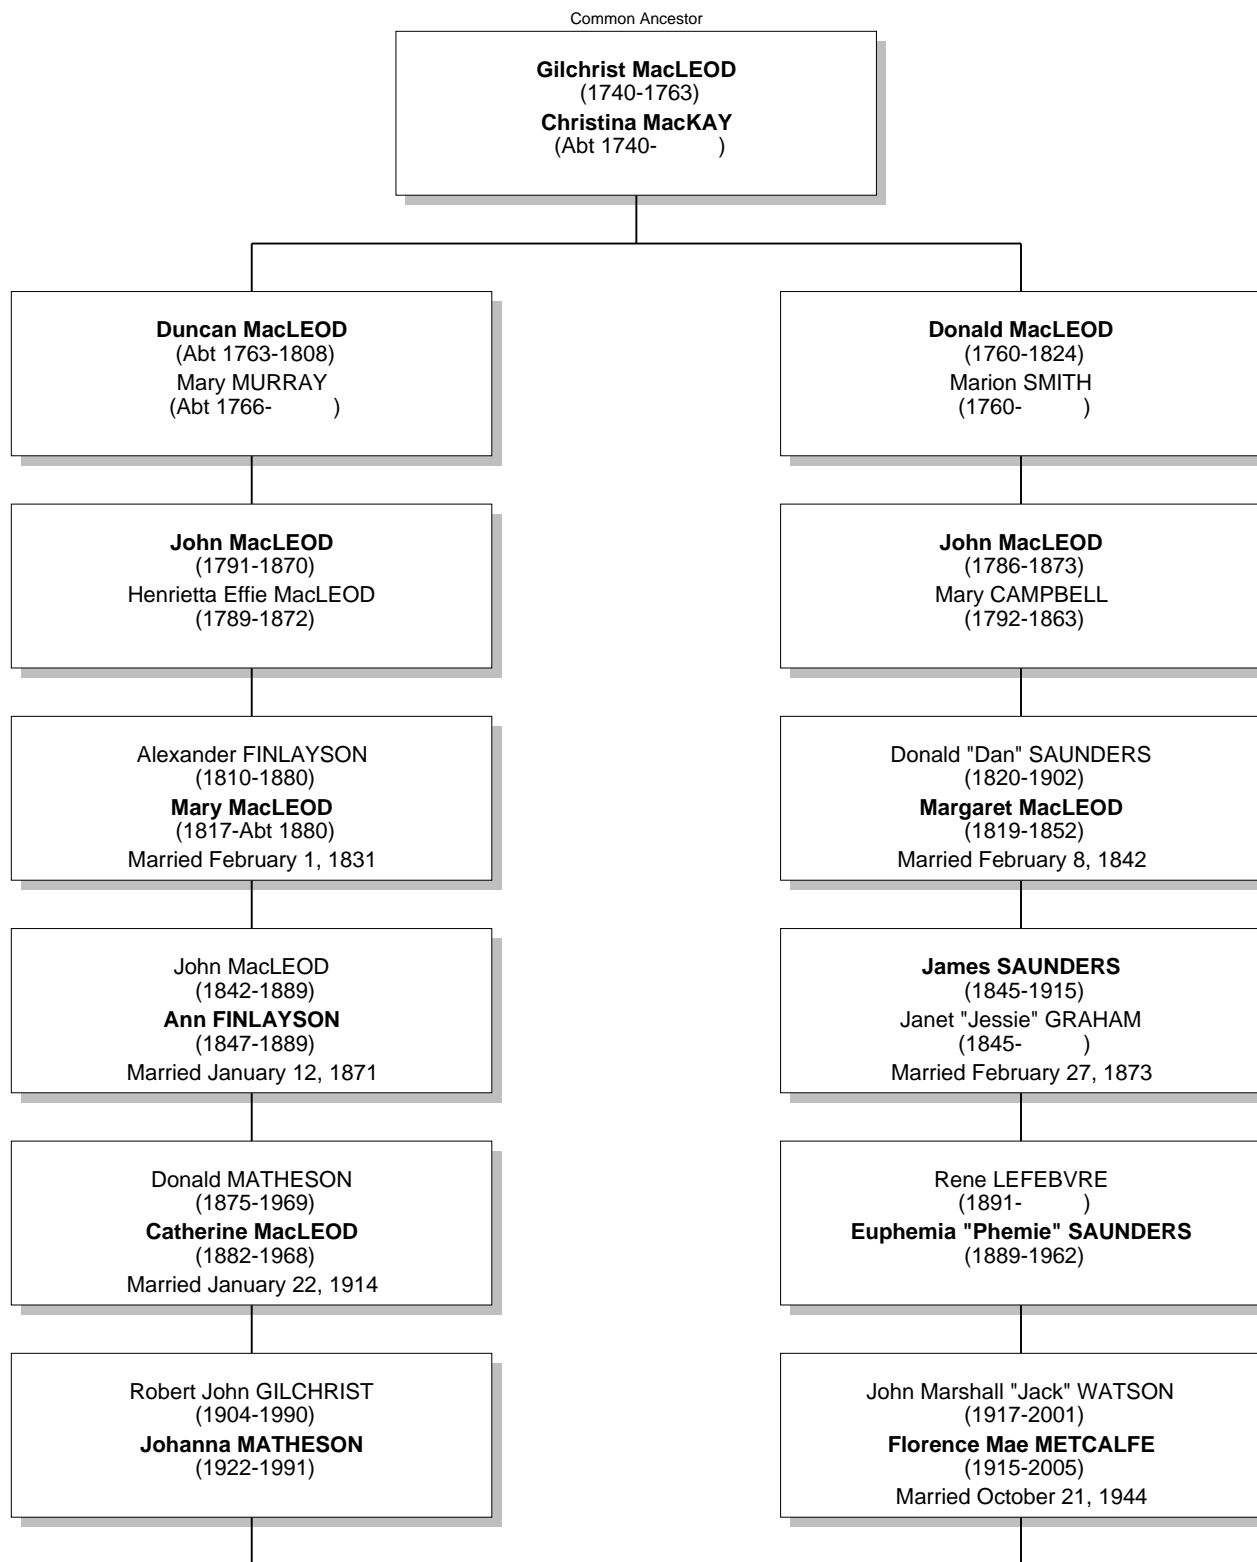 Common Ancestor
Gilchrist MacLEOD
(1740-1763)
Christina MacKAY
(Abt 1740- )
Duncan MacLEOD
(Abt 1763-1808)
Mary MURRAY
(Abt 1766- )
Donald MacLEOD
(1760-1824)
Marion SMITH
(1760- )
John MacLEOD
(1791-1870)
Henrietta Effie MacLEOD
(1789-1872)
John MacLEOD
(1786-1873)
Mary CAMPBELL
(1792-1863)
Alexander FINLAYSON
(1810-1880)
Mary MacLEOD
(1817-Abt 1880)
Married February 1, 1831
Donald "Dan" SAUNDERS
(1820-1902)
Margaret MacLEOD
(1819-1852)
Married February 8, 1842
John MacLEOD
(1842-1889)
Ann FINLAYSON
(1847-1889)
Married January 12, 1871
James SAUNDERS
(1845-1915)
Janet "Jessie" GRAHAM
(1845- )
Married February 27, 1873
Donald MATHESON
(1875-1969)
Catherine MacLEOD
(1882-1968)
Married January 22, 1914
Rene LEFEBVRE
(1891- )
Euphemia "Phemie" SAUNDERS
(1889-1962)
Robert John GILCHRIST
(1904-1990)
Johanna MATHESON
(1922-1991)
John Marshall "Jack" WATSON
(1917-2001)
Florence Mae METCALFE
(1915-2005)
Married October 21, 1944